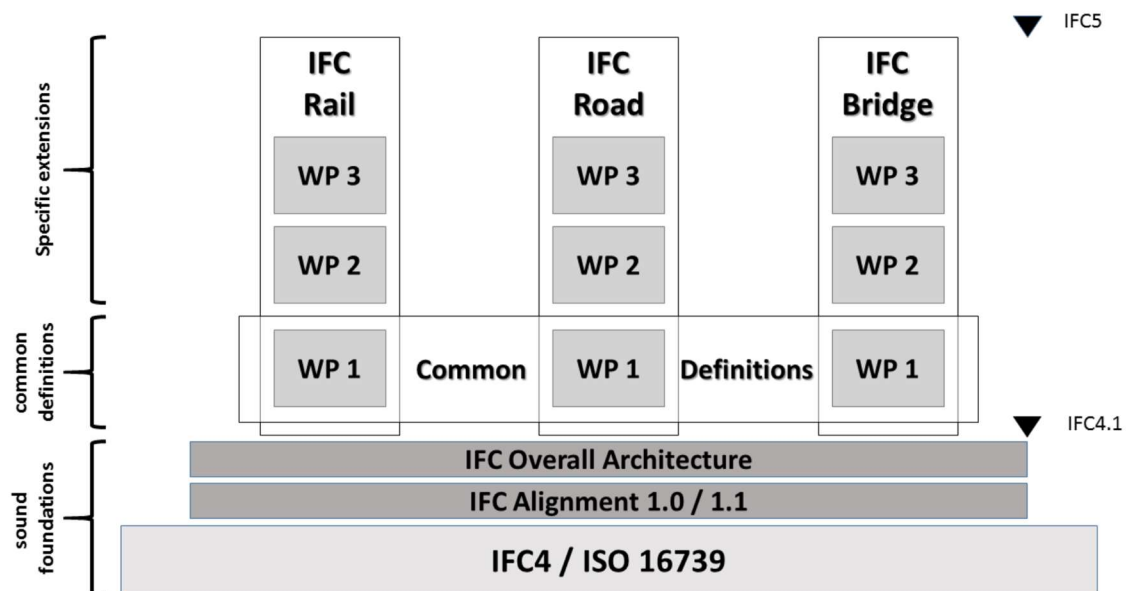 IFC5
Specific extensions
IFC
Rail
IFC
Road
IFC
Bridge
WP 3
WP 3
WP 3
WP 2
WP 2
WP 2
common
definitions
WP 1
Common
WP 1
Definitions
WP 1
IFC4.1
sound
foundations
IFC Overall Architecture
IFC Alignment 1.0 / 1.1
IFC4 / ISO 16739